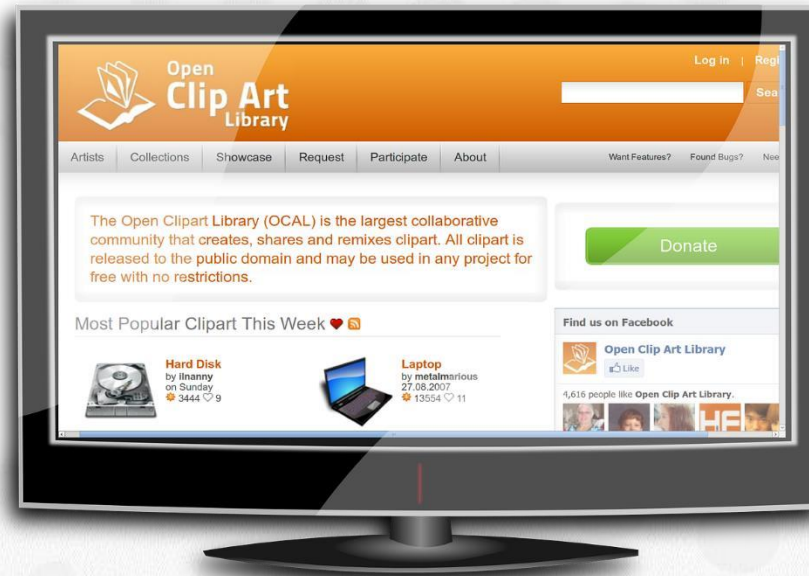 Open
Clip Art
Library
Log in | Regi
Sea
Artists Collections Showcase Request Participate About
Want Features? Found Bugs? Nee
The Open Clipart Library (OCAL) is the largest collaborative
community that creates, shares and remixes clipart. All clipart is
released to the public domain and may be used in any project for
free with no restrictions.
Donate
Most Popular Clipart This Week
Hard Disk
by ilnanny
on Sunday
3444 9
Laptop
by metalmarious
27.08.2007
13554 11
Find us on Facebook
Open Clip Art Library
Like
4,616 people like Open Clip Art Library.
HF